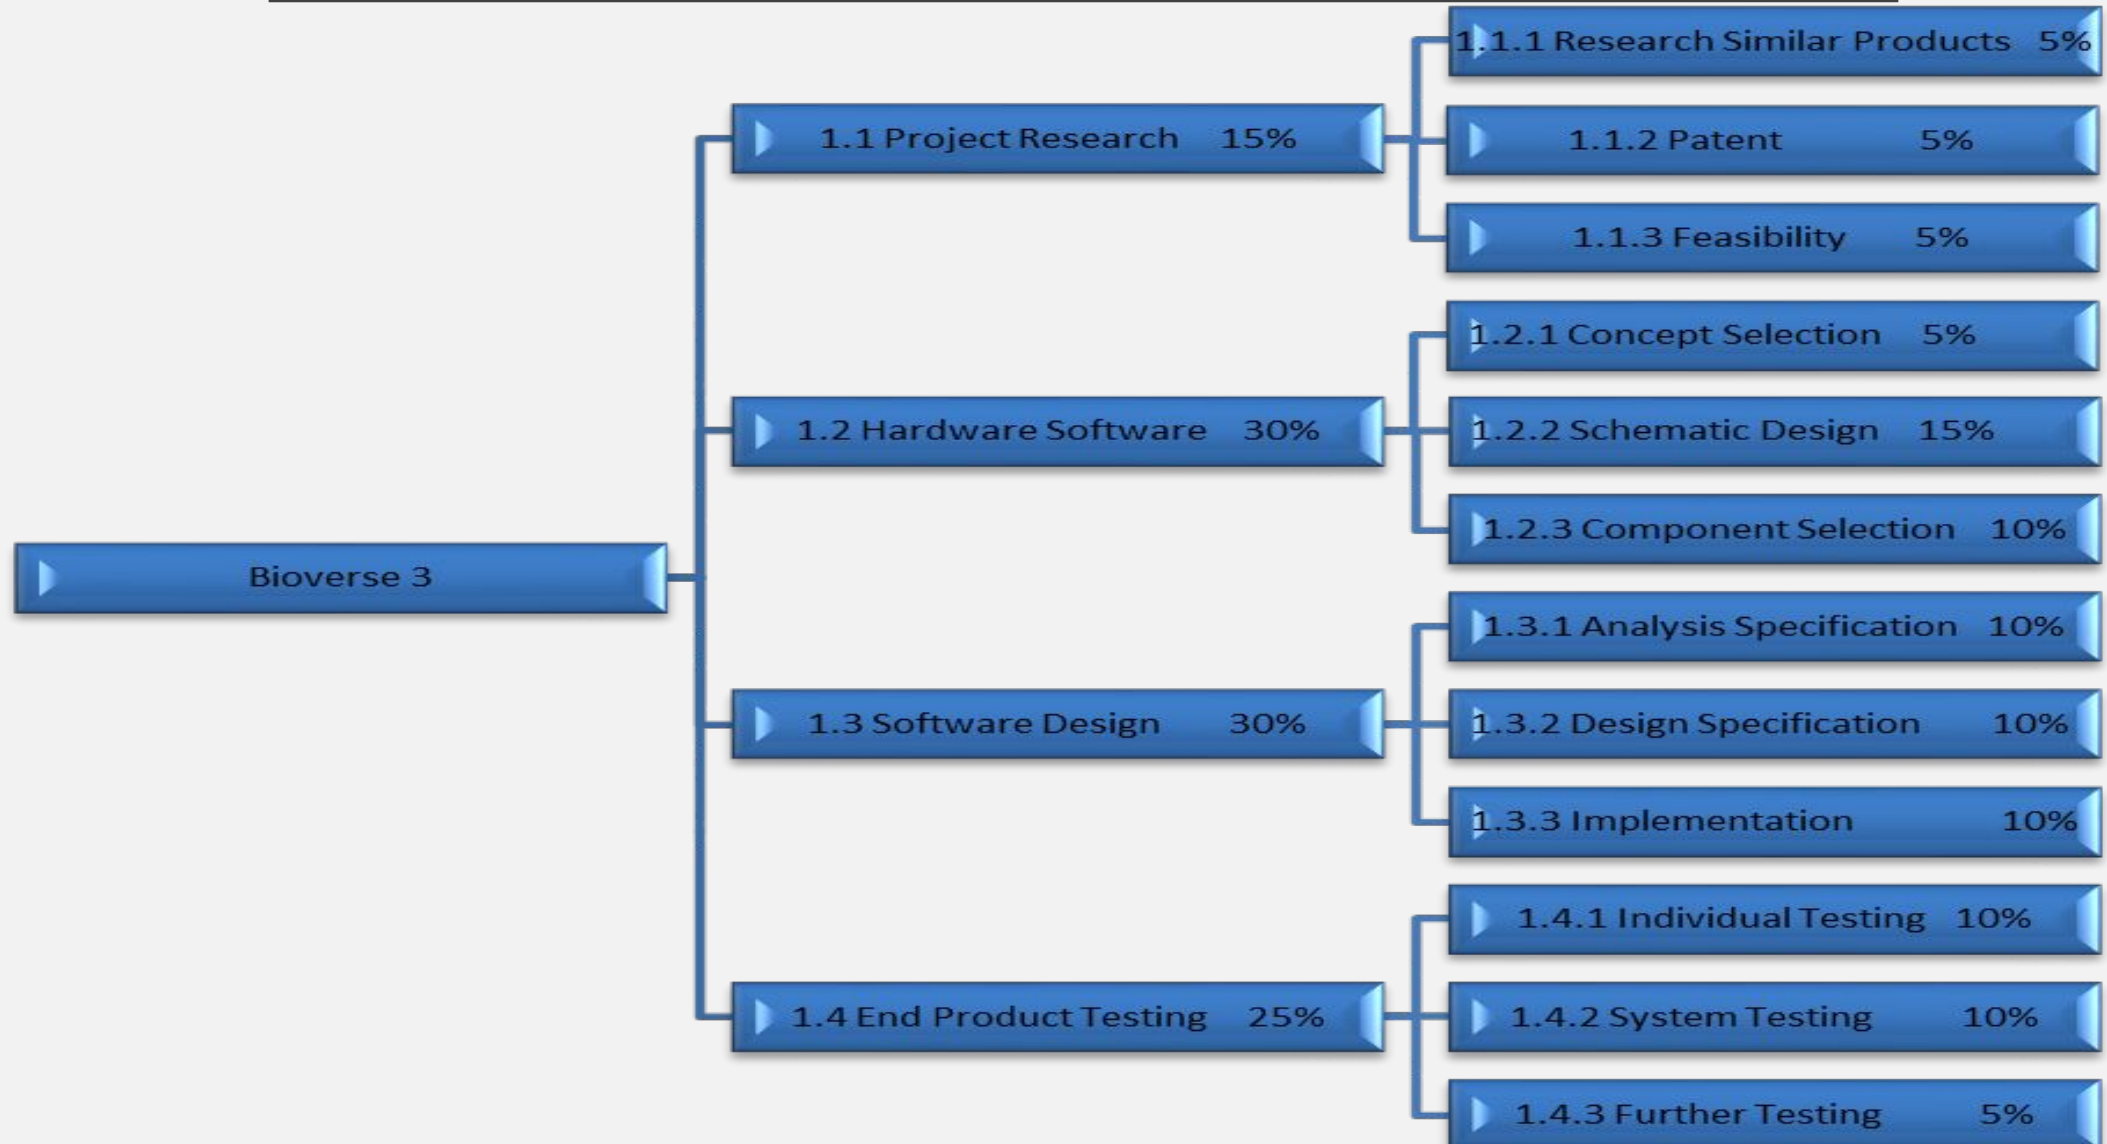 Bioverse 3
1.1 Project Research 15%
1.1.1 Research Similar Products 5%
1.1.2 Patent 5%
1.1.3 Feasibility 5%
1.2 Hardware Software 30%
1.2.1 Concept Selection 5%
1.2.2 Schematic Design 15%
1.2.3 Component Selection 10%
1.3 Software Design 30%
1.3.1 Analysis Specification 10%
1.3.2 Design Specification 10%
1.3.3 Implementation 10%
1.4 End Product Testing 25%
1.4.1 Individual Testing 10%
1.4.2 System Testing 10%
1.4.3 Further Testing 5%